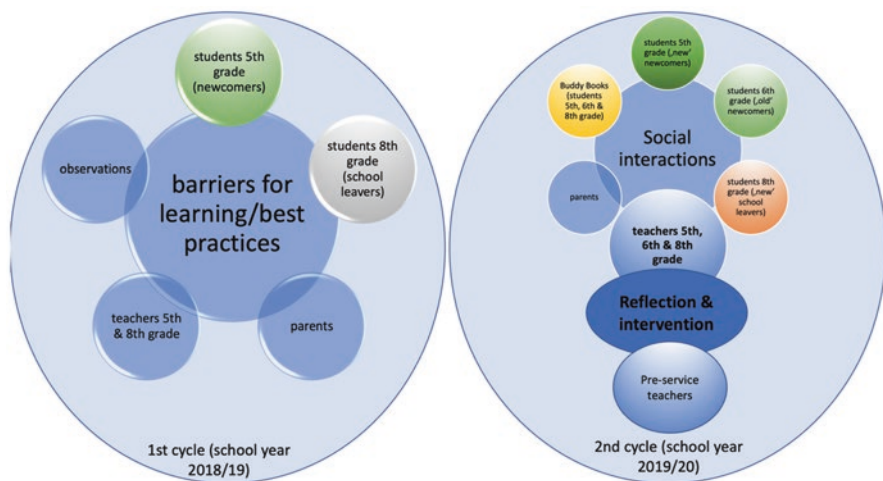 students 5th
grade
(newcomers)
students 8th
grade
(school
leavers)
observations
barriers for
learning/best
practices
teachers 5th
& 8th grade
parents
1st cycle (school year
2018/19)
students 5th
grade (‚new'
newcomers)
Buddy Books
(students
5th, 6th &
8th grade)
students 6th
grade (‚old'
newcomers)
Social
interactions
parents
students 8th
grade (‚new'
school
leavers)
teachers 5th,
6th & 8th
grade
Reflection &
intervention
Pre-service
teachers
2nd cycle (school year
2019/20)